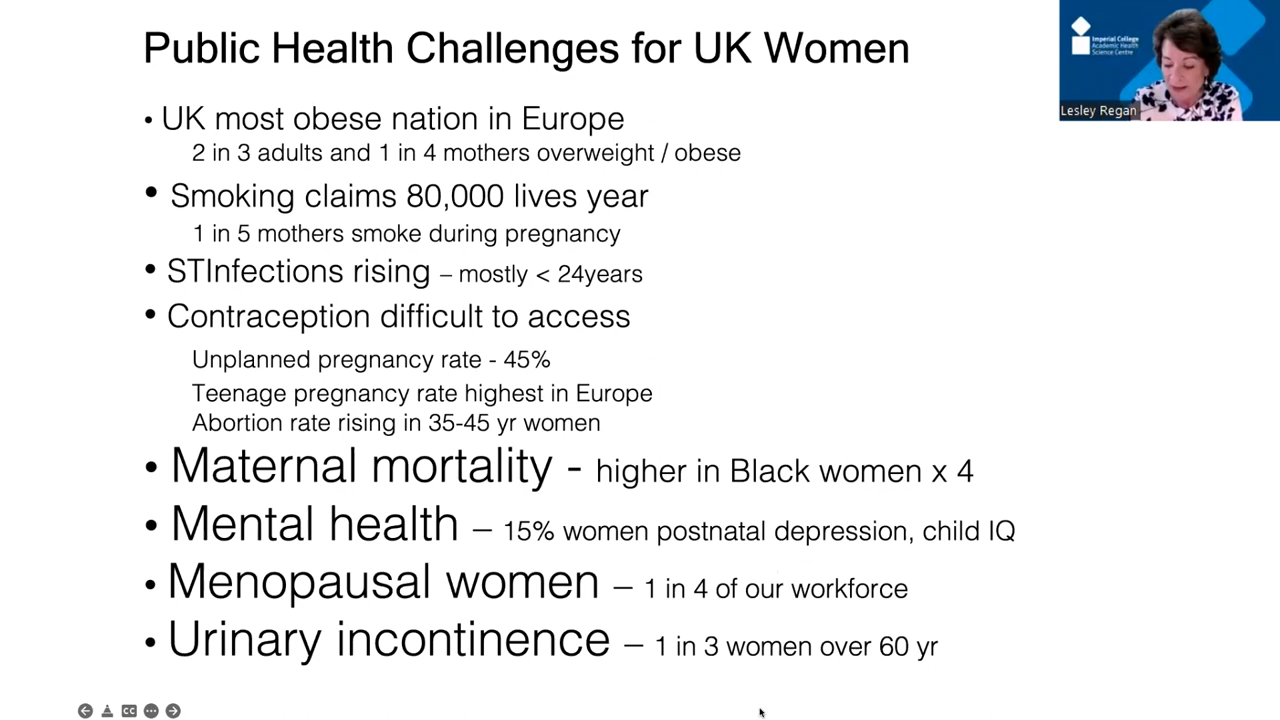 Public Health Challenges for UK Women
• UK most obese nation in Europe
2 in 3 adults and 1 in 4 mothers overweight / obese
• Smoking claims 80,000 lives year
1 in 5 mothers smoke during pregnancy
• STInfections rising – mostly < 24years
• Contraception difficult to access
Unplanned pregnancy rate - 45%
Teenage pregnancy rate highest in Europe
Abortion rate rising in 35-45 yr women
• Maternal mortality - higher in Black women x 4
• Mental health – 15% women postnatal depression, child IQ
• Menopausal women – 1 in 4 of our workforce
• Urinary incontinence – 1 in 3 women over 60 yr
Imperial College
Academic Health
Science Centre
Lesley Regan
CC